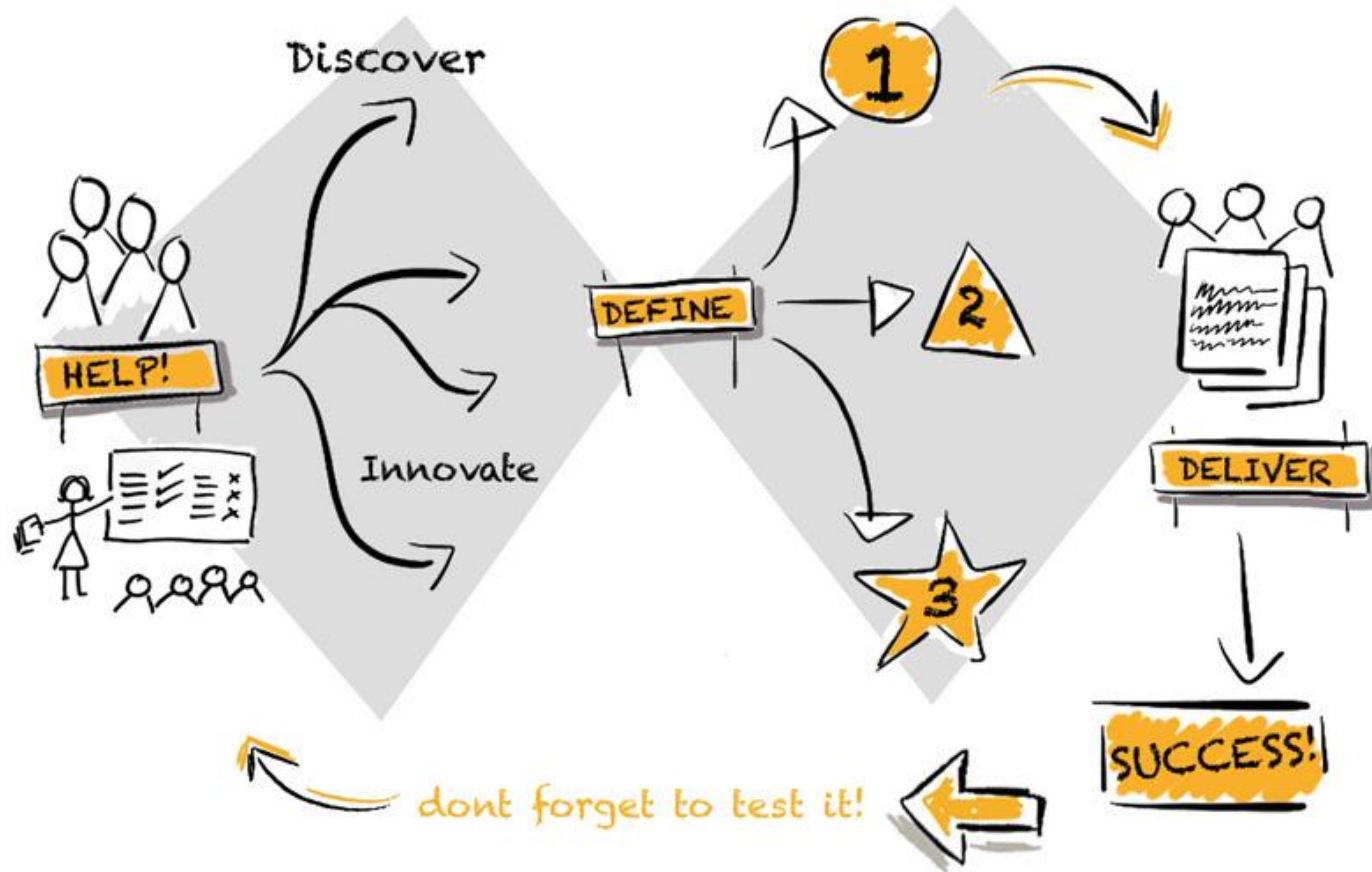 Discover
1
HELP!
DEFINE
2
Innovate
3
DELIVER
SUCCESS!
dont forget to test it!